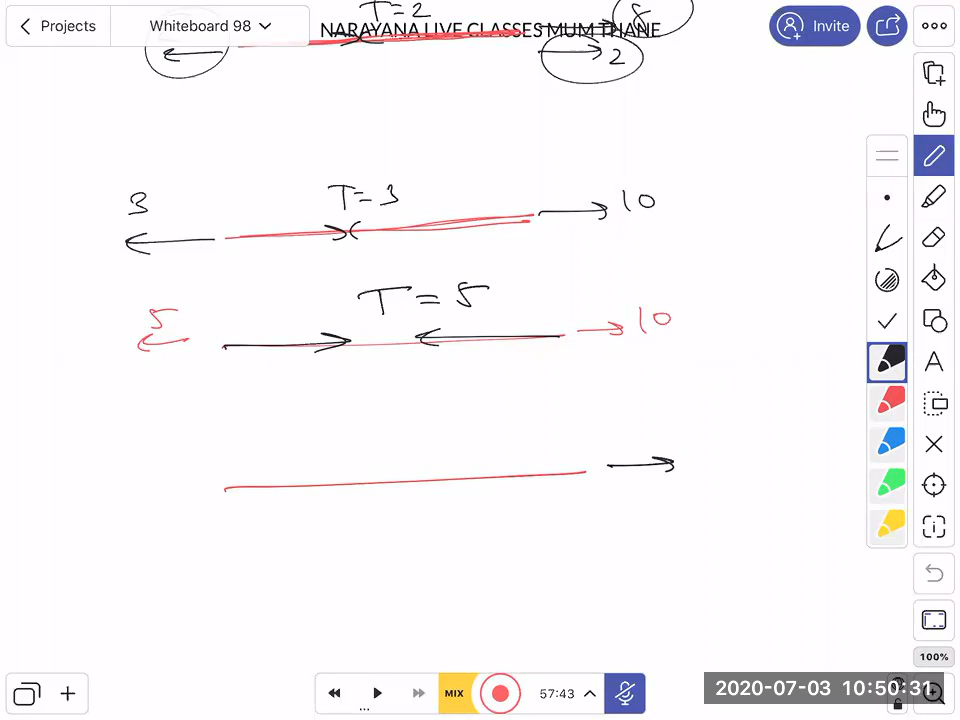 Projects
Whiteboard 98
T=2
8
NARAYANA LIVE CLASSES MUM THANE
2
Invite
3
T=3
10
T=5
5
10
A
100%
MIX
57:43
2020-07-03 10:50:31